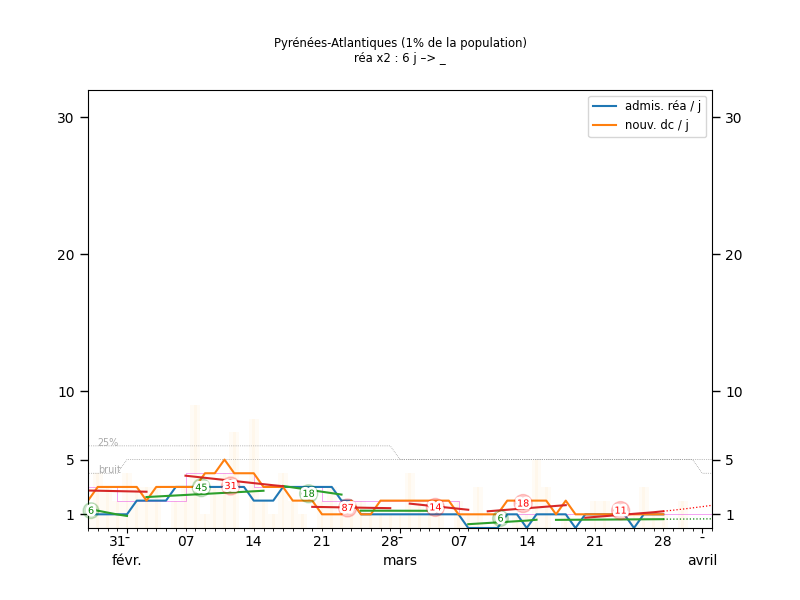 Pyrénées-Atlantiques (1% de la population)
réa x2 : 6 j –> _
admis. réa / j
nouv. dc / j
30 30
20 20
10 10
25%
bruit
5 5
1 1
6 45 31 18 87 14 6 18 11
31 07 14 21 28 07 14 21 28
févr. mars avril